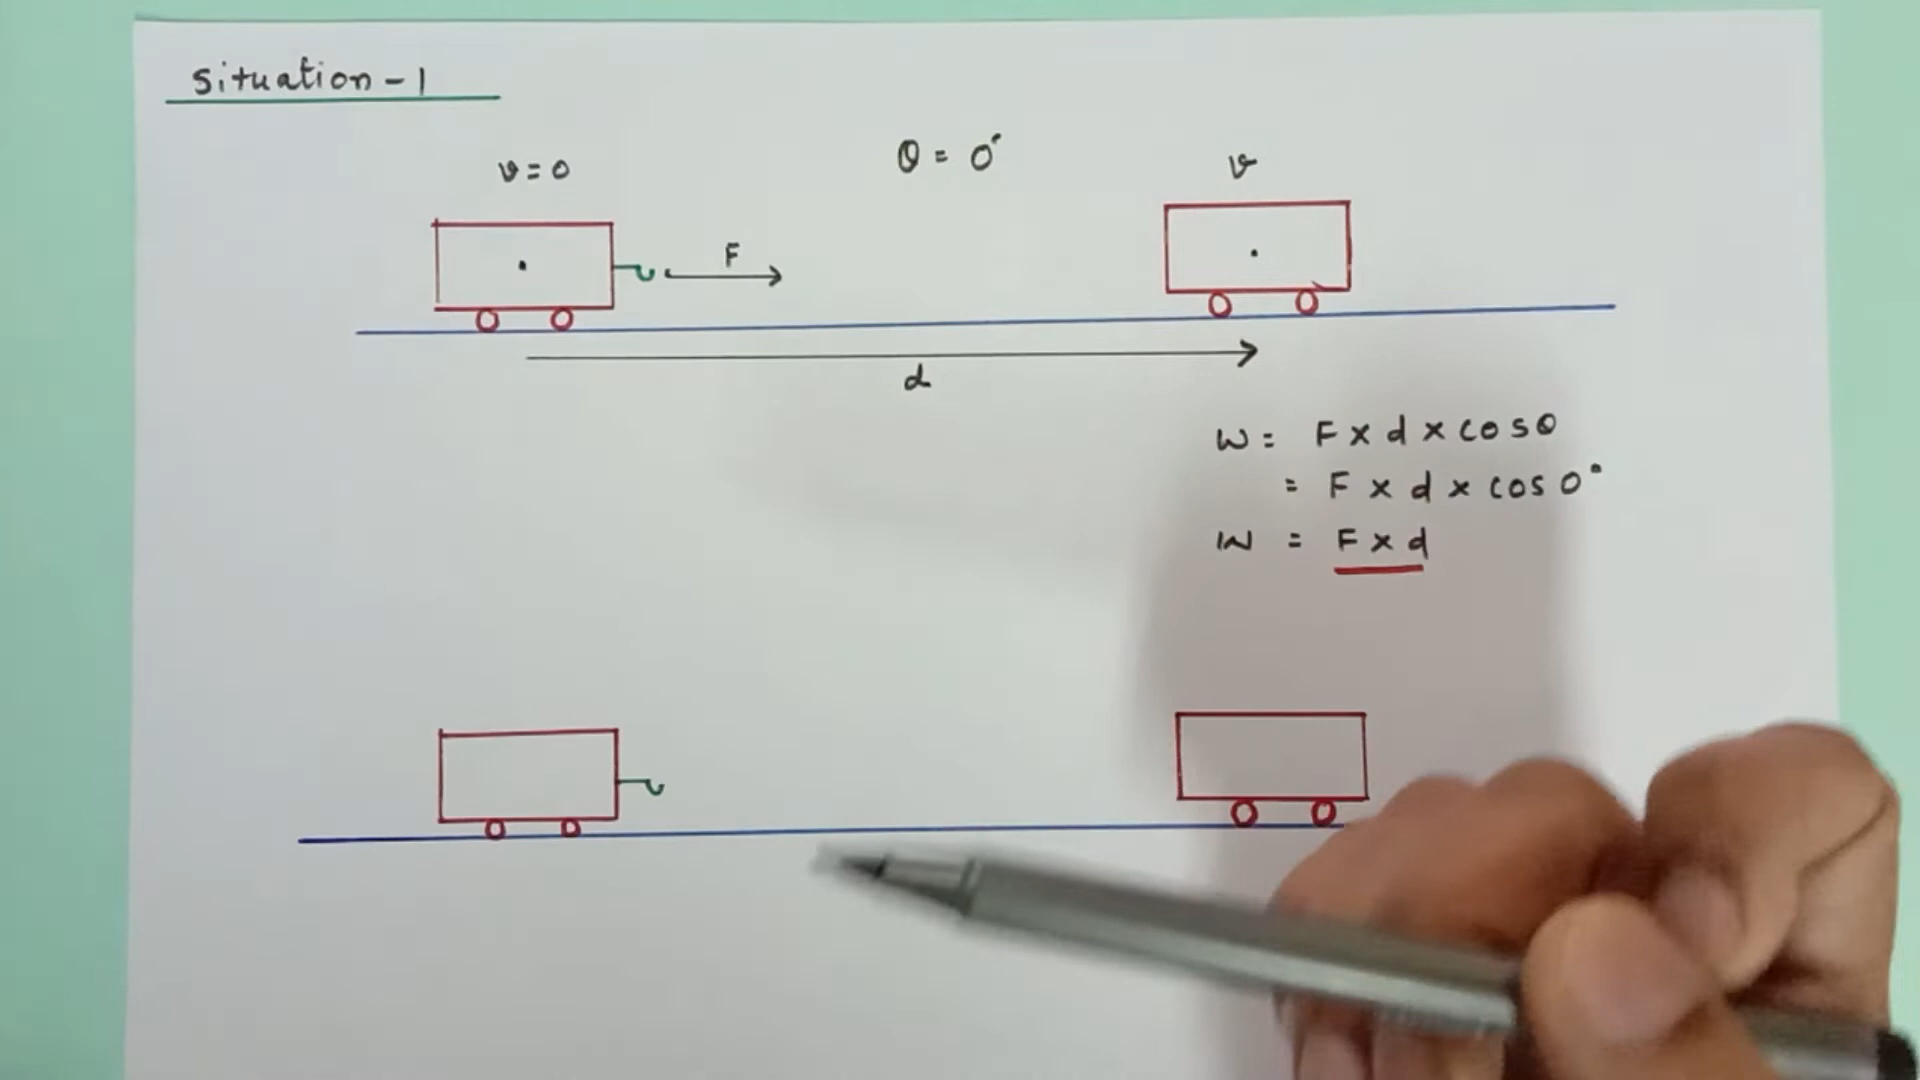 Situation - 1
v = 0
θ = 0°
v
F
d
W = F × d × cos θ
= F × d × cos 0°
W = F × d